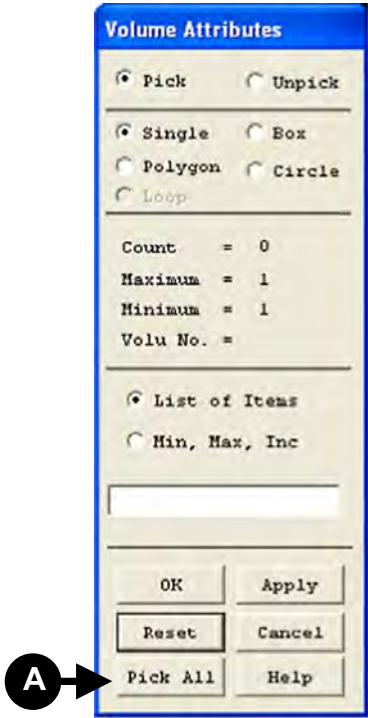 Volume Attributes
Pick Unpick
Single Box
Polygon Circle
Loop
Count = 0
Maximum = 1
Minimum = 1
Volu No. =
List of Items
Min, Max, Inc
OK Apply
Reset Cancel
A Pick All Help